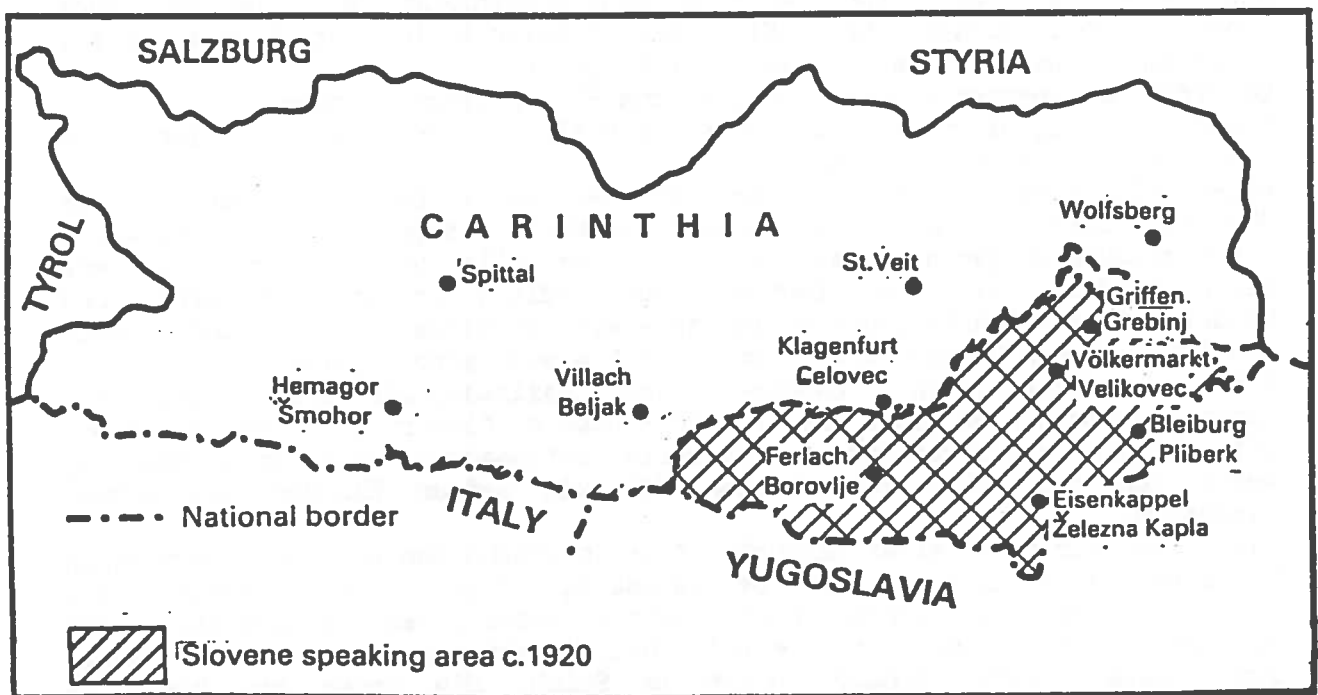 SALZBURG
STYRIA
TYROL
CARINTHIA
Wolfsberg
Spittal
St.Veit
Griffen
Grebinj
Klagenfurt
Celovec
Völkermarkt
Velikovec
Hemagor
Šmohor
Villach
Beljak
Bleiburg
Pliberk
Ferlach
Borovlje
Eisenkappel
Železna Kapla
National border
ITALY
YUGOSLAVIA
Slovene speaking area c.1920